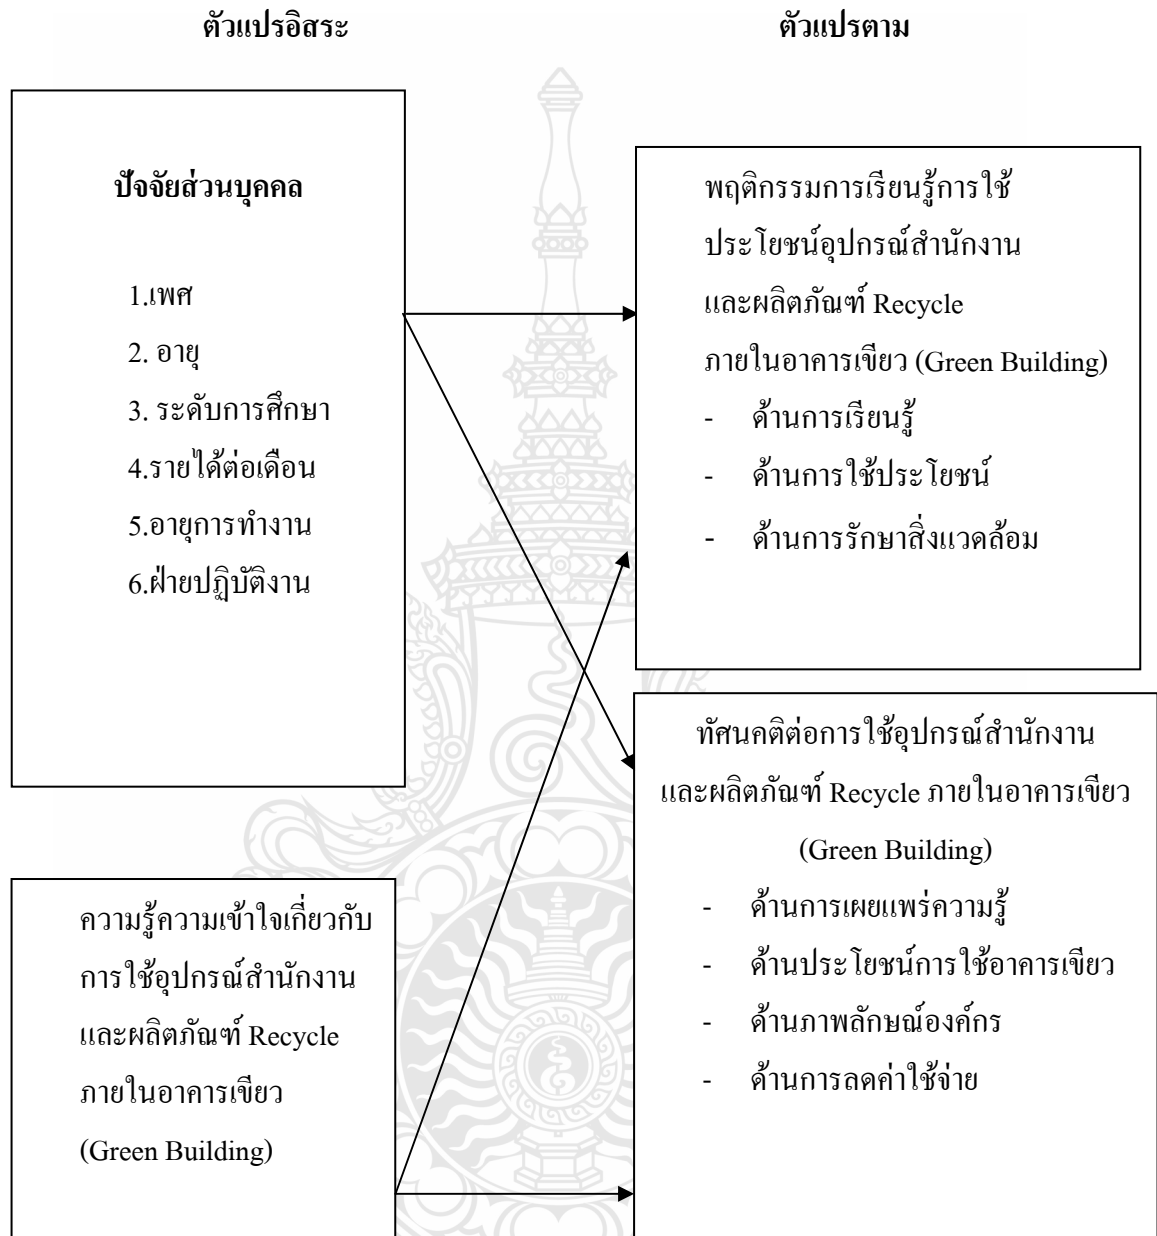 ตัวแปรอิสระ
ตัวแปรตาม
ปัจจัยส่วนบุคคล
1.เพศ
2. อายุ
3. ระดับการศึกษา
4.รายได้ต่อเดือน
5.อายุการทำงาน
6.ฝ่ายปฏิบัติงาน
พฤติกรรมการเรียนรู้การใช้
ประโยชน์อุปกรณ์สำนักงาน
และผลิตภัณฑ์ Recycle
ภายในอาคารเขียว (Green Building)
- ด้านการเรียนรู้
- ด้านการใช้ประโยชน์
- ด้านการรักษาสิ่งแวดล้อม
ความรู้ความเข้าใจเกี่ยวกับ
การใช้อุปกรณ์สำนักงาน
และผลิตภัณฑ์ Recycle
ภายในอาคารเขียว
(Green Building)
ทัศนคติต่อการใช้อุปกรณ์สำนักงาน
และผลิตภัณฑ์ Recycle ภายในอาคารเขียว
(Green Building)
- ด้านการเผยแพร่ความรู้
- ด้านประโยชน์การใช้อาคารเขียว
- ด้านภาพลักษณ์องค์กร
- ด้านการลดค่าใช้จ่าย